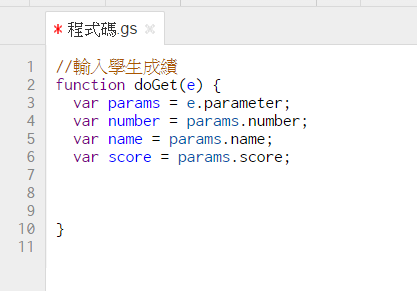 * 程式碼.gs ×
1 //輸入學生成績
2 function doGet(e) {
3   var params = e.parameter;
4   var number = params.number;
5   var name = params.name;
6   var score = params.score;
7
8
9
10 }
11